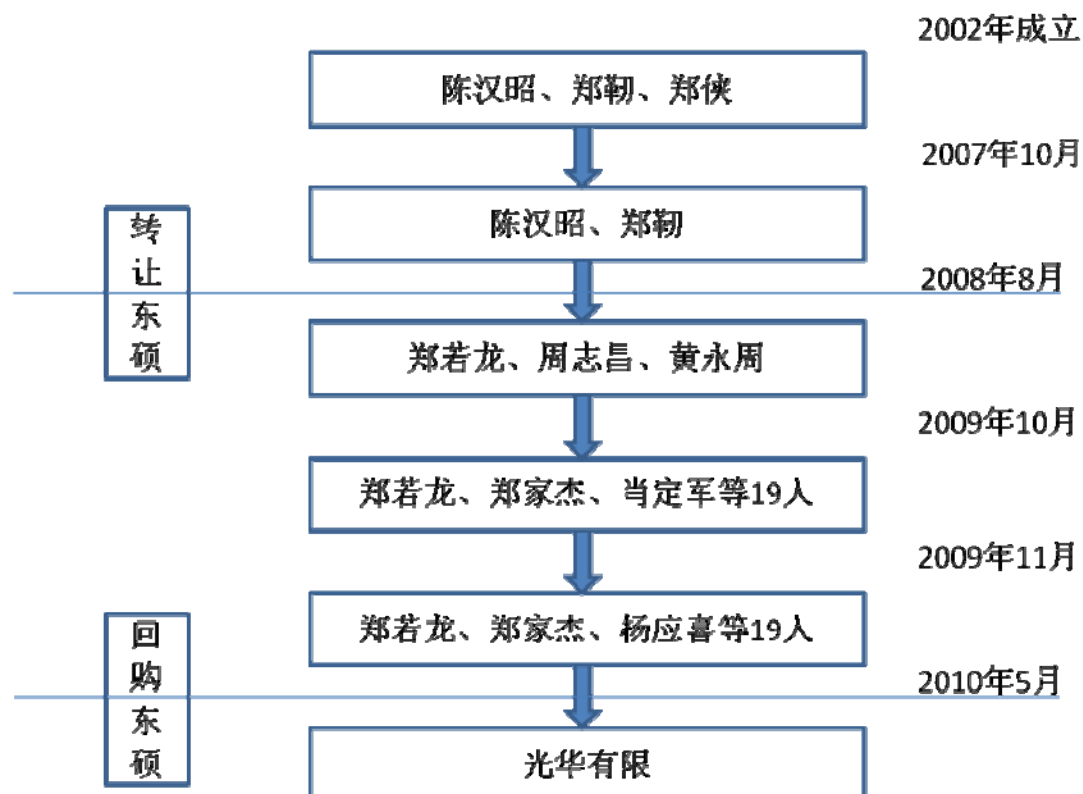 2002年成立
陈汉昭、郑韧、郑侠
2007年10月
陈汉昭、郑韧
转让东硕
2008年8月
郑若龙、周志昌、黄永周
2009年10月
郑若龙、郑家杰、当定军等19人
2009年11月
郑若龙、郑家杰、杨应喜等19人
回购东硕
2010年5月
光华有限